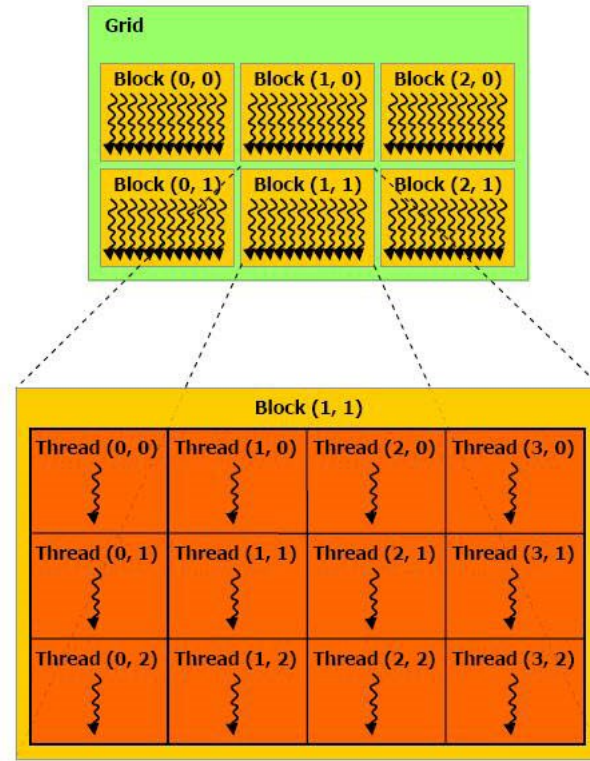 Grid
Block (0, 0) Block (1, 0) Block (2, 0)
Block (0, 1) Block (1, 1) Block (2, 1)
Block (1, 1)
Thread (0, 0) Thread (1, 0) Thread (2, 0) Thread (3, 0)
Thread (0, 1) Thread (1, 1) Thread (2, 1) Thread (3, 1)
Thread (0, 2) Thread (1, 2) Thread (2, 2) Thread (3, 2)